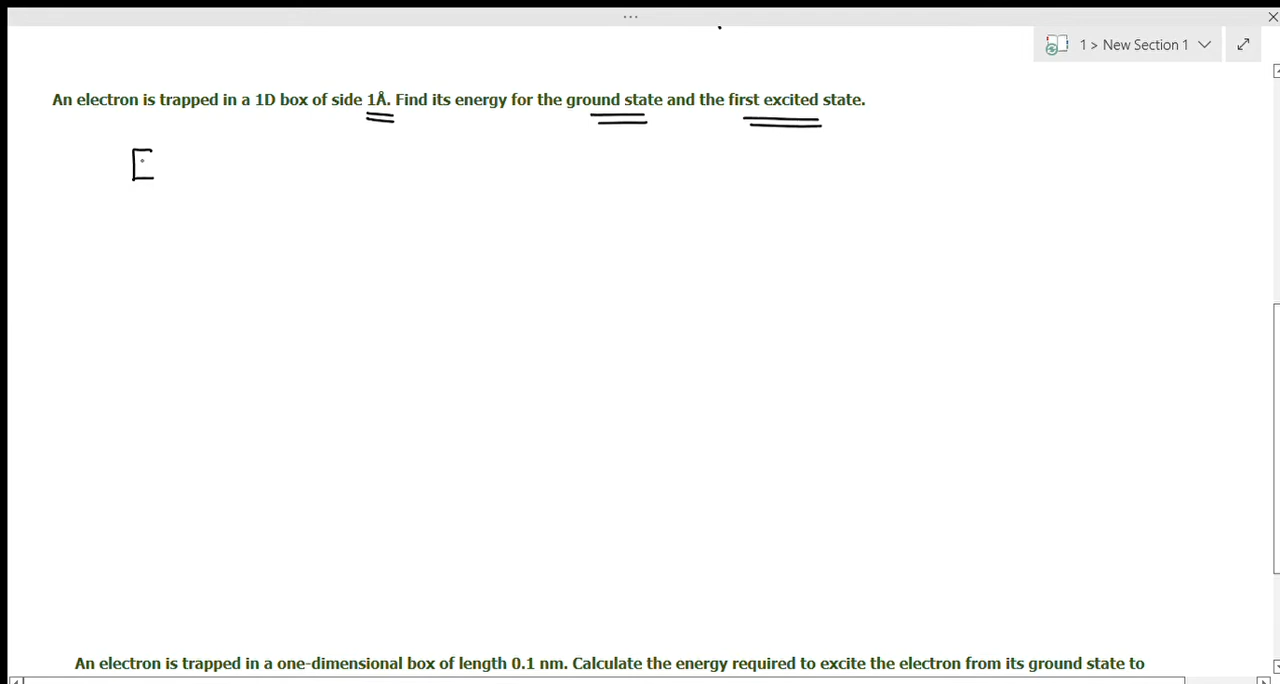 1 > New Section 1
An electron is trapped in a 1D box of side 1Å. Find its energy for the ground state and the first excited state.
E
An electron is trapped in a one-dimensional box of length 0.1 nm. Calculate the energy required to excite the electron from its ground state to